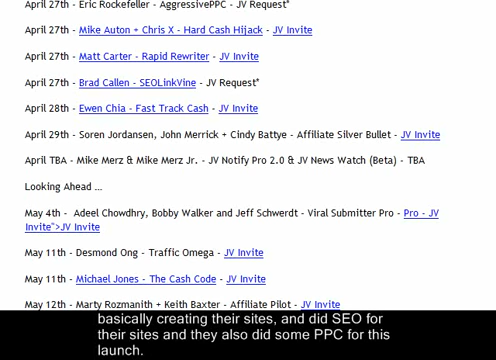 April 27th - Eric Rockefeller - AggressivePPC - JV Request*
April 27th - Mike Auton + Chris X - Hard Cash Hijack - JV Invite
April 27th - Matt Carter - Rapid Rewriter - JV Invite
April 27th - Brad Callen - SEOLinkVine - JV Request*
April 28th - Ewen Chia - Fast Track Cash - JV Invite
April 29th - Soren Jordansen, John Merrick + Cindy Battye - Affiliate Silver Bullet - JV Invite
April TBA - Mike Merz & Mike Merz Jr. - JV Notify Pro 2.0 & JV News Watch (Beta) - TBA
Looking Ahead ...
May 4th - Adeel Chowdhry, Bobby Walker and Jeff Schwerdt - Viral Submitter Pro - Pro - JV
Invite">JV Invite
May 11th - Desmond Ong - Traffic Omega - JV Invite
May 11th - Michael Jones - The Cash Code - JV Invite
May 12th - Marty Rozmanith + Keith Baxter - Affiliate Pilot - JV Invite
basically creating their sites, and did SEO for
their sites and they also did some PPC for this
launch.